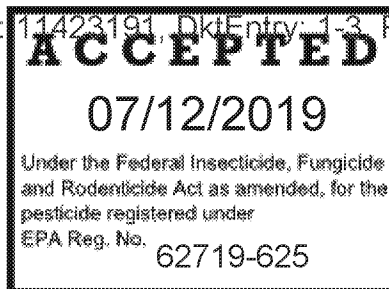 : 11423191, DktEntry: 1-3, P
ACCEPTED
07/12/2019
Under the Federal Insecticide, Fungicide
and Rodenticide Act as amended, for the
pesticide registered under
EPA Reg. No. 62719-625